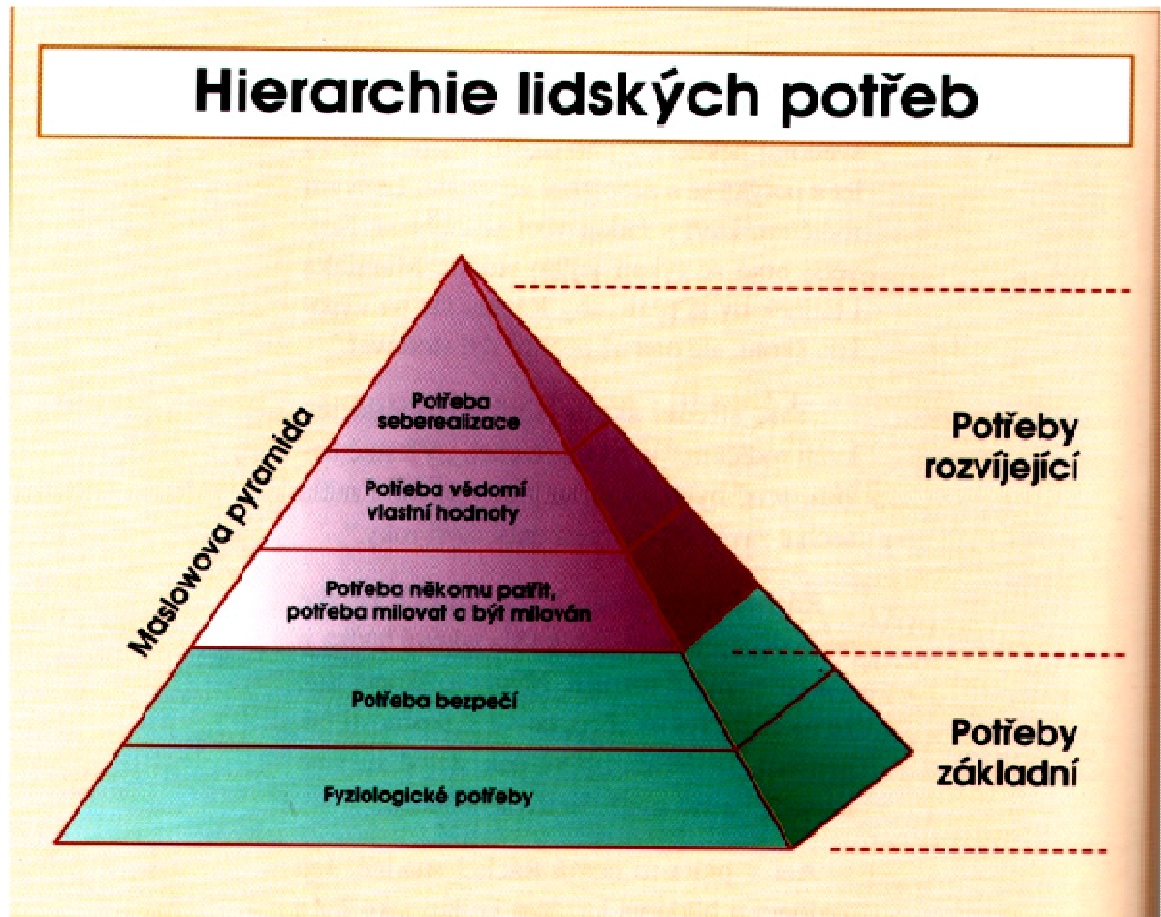 Hierarchie lidských potřeb
Maslowova pyramida
Potřeba
seberealizace
Potřeba vědomí
vlastní hodnoty
Potřeba někomu patřit,
potřeba milovat a být milován
Potřeba bezpečí
Fyziologické potřeby
Potřeby
rozvíjející
Potřeby
základní